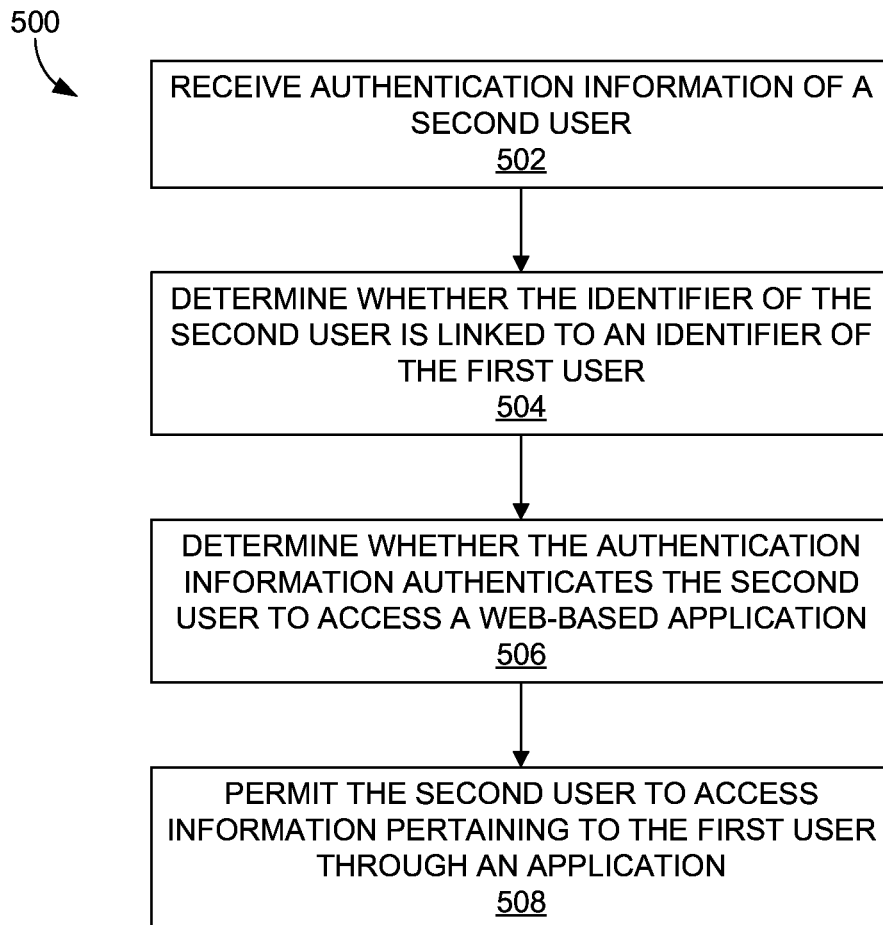 500
RECEIVE AUTHENTICATION INFORMATION OF A
SECOND USER
502
DETERMINE WHETHER THE IDENTIFIER OF THE
SECOND USER IS LINKED TO AN IDENTIFIER OF
THE FIRST USER
504
DETERMINE WHETHER THE AUTHENTICATION
INFORMATION AUTHENTICATES THE SECOND
USER TO ACCESS A WEB-BASED APPLICATION
506
PERMIT THE SECOND USER TO ACCESS
INFORMATION PERTAINING TO THE FIRST USER
THROUGH AN APPLICATION
508